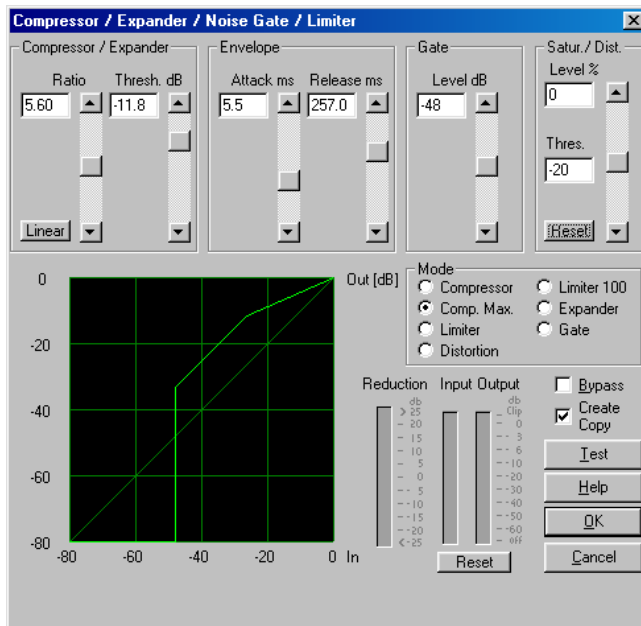 Compressor / Expander / Noise Gate / Limiter
Compressor / Expander
Ratio Thresh. dB
5.60 -11.8
Linear
Envelope
Attack ms Release ms
5.5 257.0
Gate
Level dB
-48
Satur./ Dist.
Level %
0
Thres.
-20
Reset
0 Out [dB]
-20
-40
-60
-80
-80 -60 -40 -20 0 In
Mode
Compressor Limiter 100
Comp. Max. Expander
Limiter Gate
Distortion
Reduction Input Output
db
> 25
20
15
10
5
0
-5
-10
-15
-20
<-25
db
Clip
0
-3
-6
-10
-20
-30
-40
-50
-60
off
Reset
Bypass
Create
Copy
Test
Help
OK
Cancel